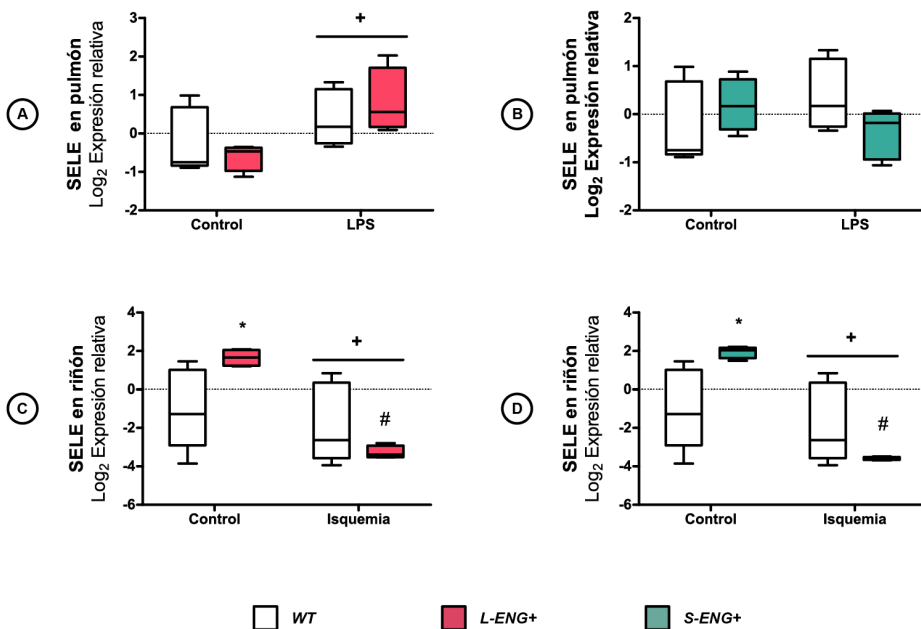 A
SELE en pulmón
Log2 Expresión relativa
3
2
1
0
-1
-2
+
Control
LPS
B
SELE en pulmón
Log2 Expresión relativa
2
1
0
-1
-2
Control
LPS
C
SELE en riñón
Log2 Expresión relativa
4
2
0
-2
-4
-6
*
+
#
Control
Isquemia
D
SELE en riñón
Log2 Expresión relativa
4
2
0
-2
-4
-6
*
+
#
Control
Isquemia
WT
L-ENG+
S-ENG+